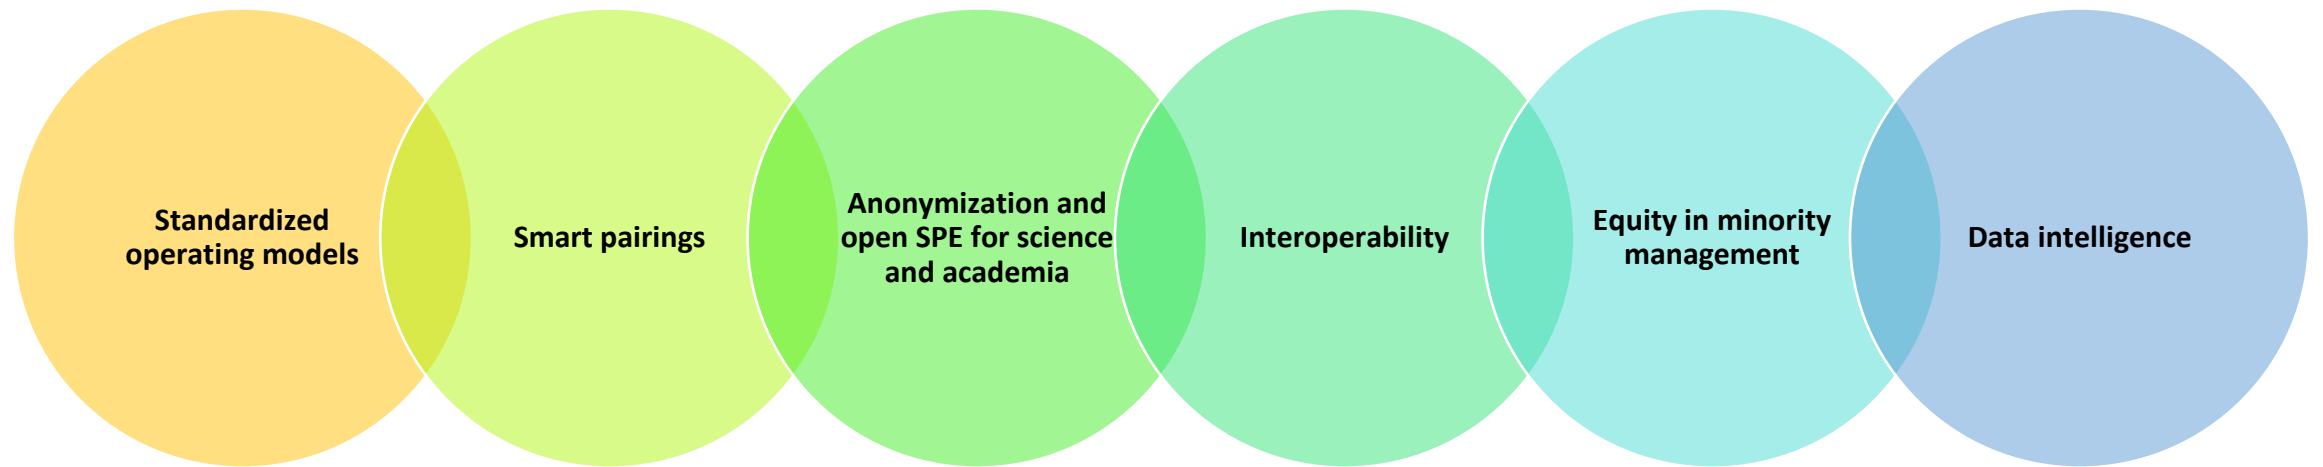 Standardized
operating models
Smart pairings
Anonymization and
open SPE for science
and academia
Interoperability
Equity in minority
management
Data intelligence